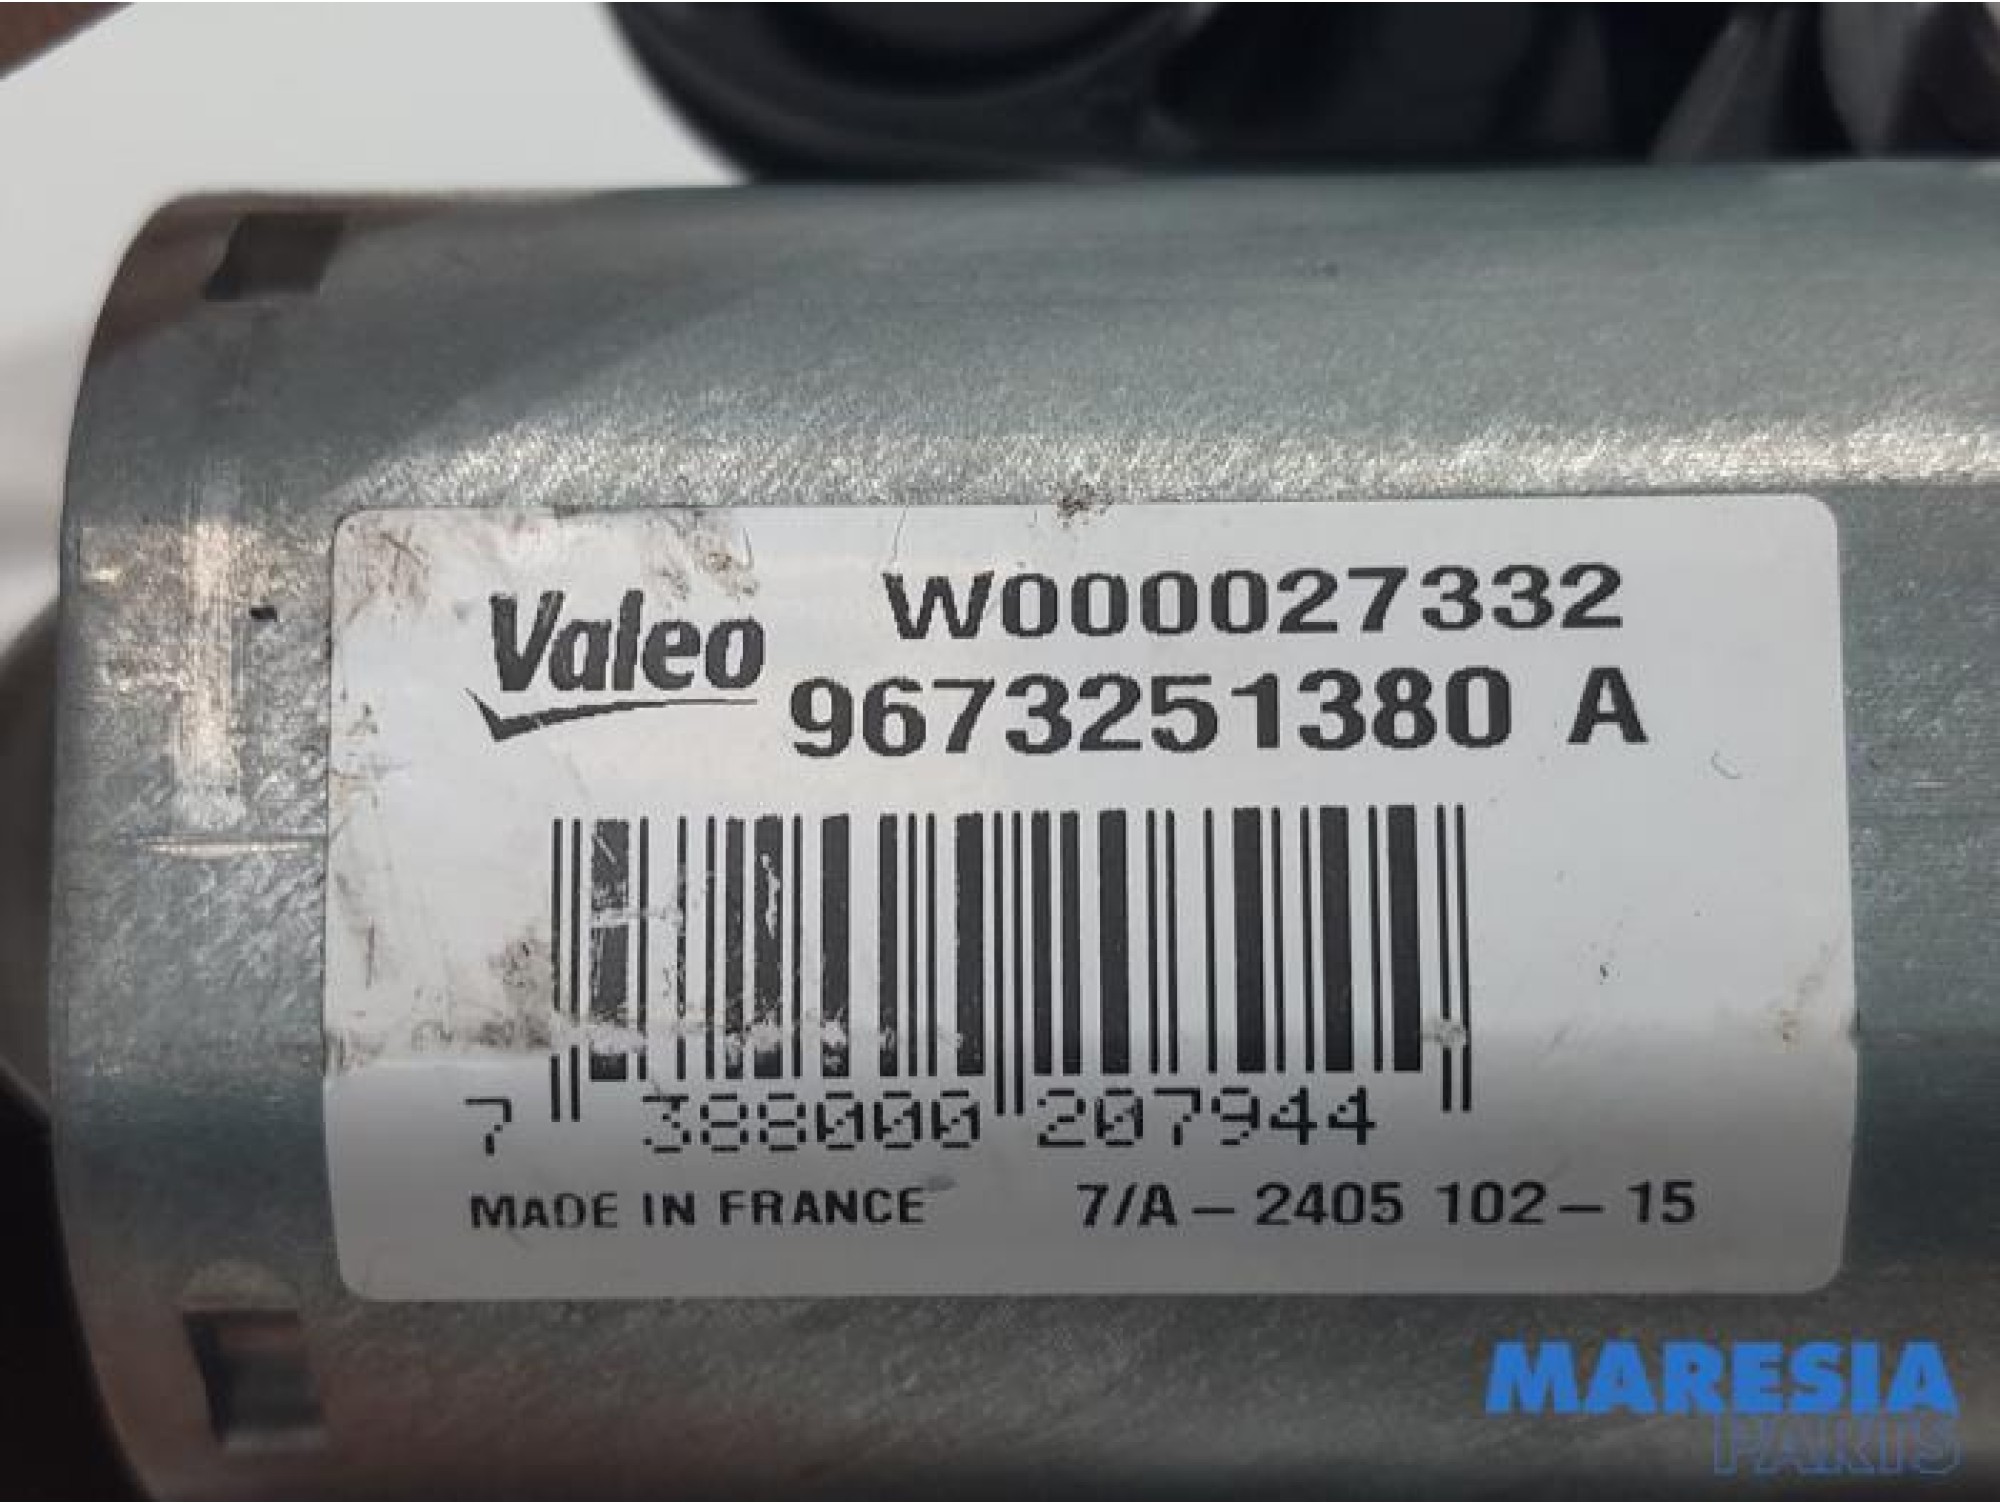 Valeo
W000027332
9673251380 A
7 388000 207944
MADE IN FRANCE 7/A-2405 102-15
MARESIA
PARTS